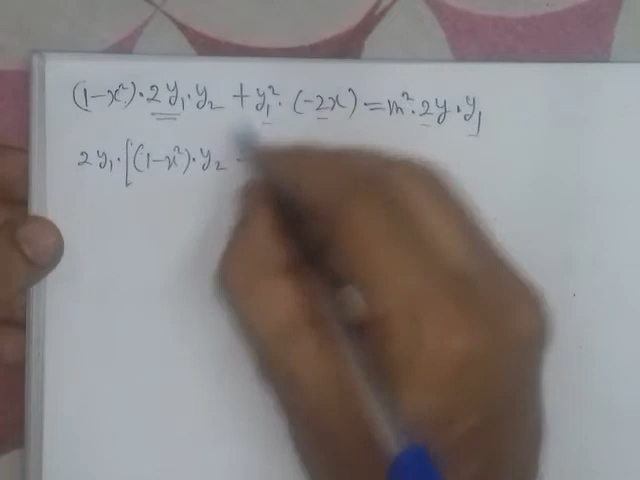 (1-x²)·2y₁·y₂ + y₁²·(-2x) = m²·2y·y₁
2y₁·[(1-x²)·y₂ -